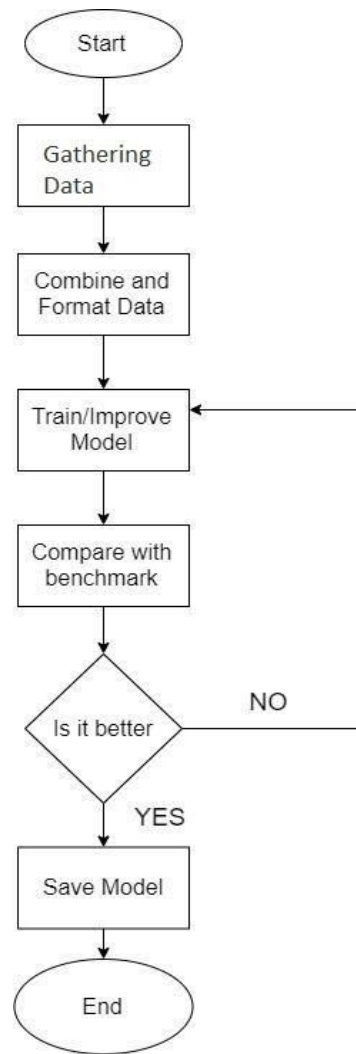 Start
Gathering
Data
Combine and
Format Data
Train/Improve
Model
Compare with
benchmark
Is it better
NO
YES
Save Model
End